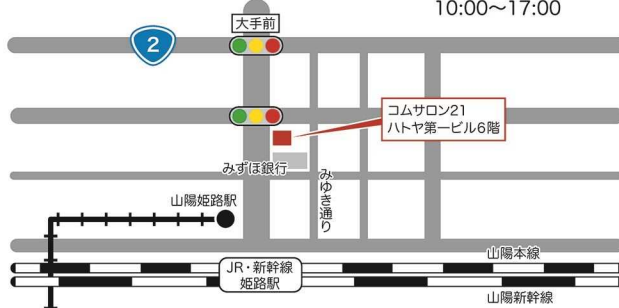 10:00〜17:00
大手前
2
コムサロン21
ハトヤ第一ビル6階
みずほ銀行
みゆき通り
山陽姫路駅
山陽本線
JR・新幹線
姫路駅
山陽新幹線